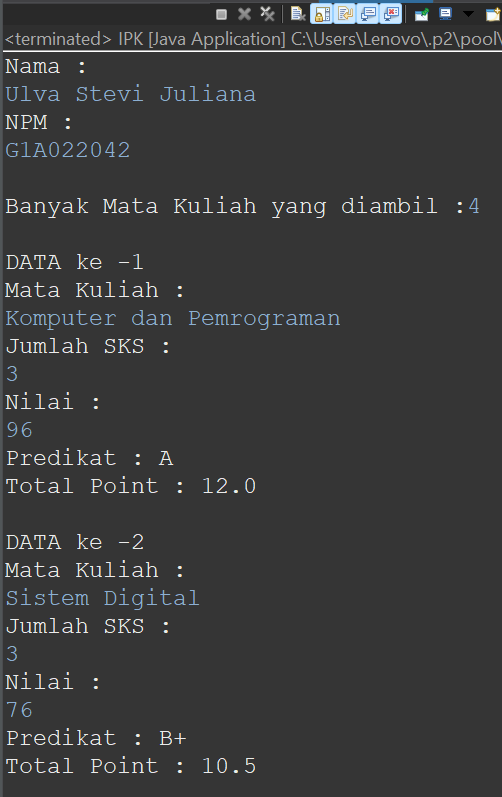 <terminated> IPK [Java Application] C:\Users\Lenovo\.p2\pool\
Nama :
Ulva Stevi Juliana
NPM :
G1A022042
Banyak Mata Kuliah yang diambil :4
DATA ke -1
Mata Kuliah :
Komputer dan Pemrograman
Jumlah SKS :
3
Nilai :
96
Predikat : A
Total Point : 12.0
DATA ke -2
Mata Kuliah :
Sistem Digital
Jumlah SKS :
3
Nilai :
76
Predikat : B+
Total Point : 10.5